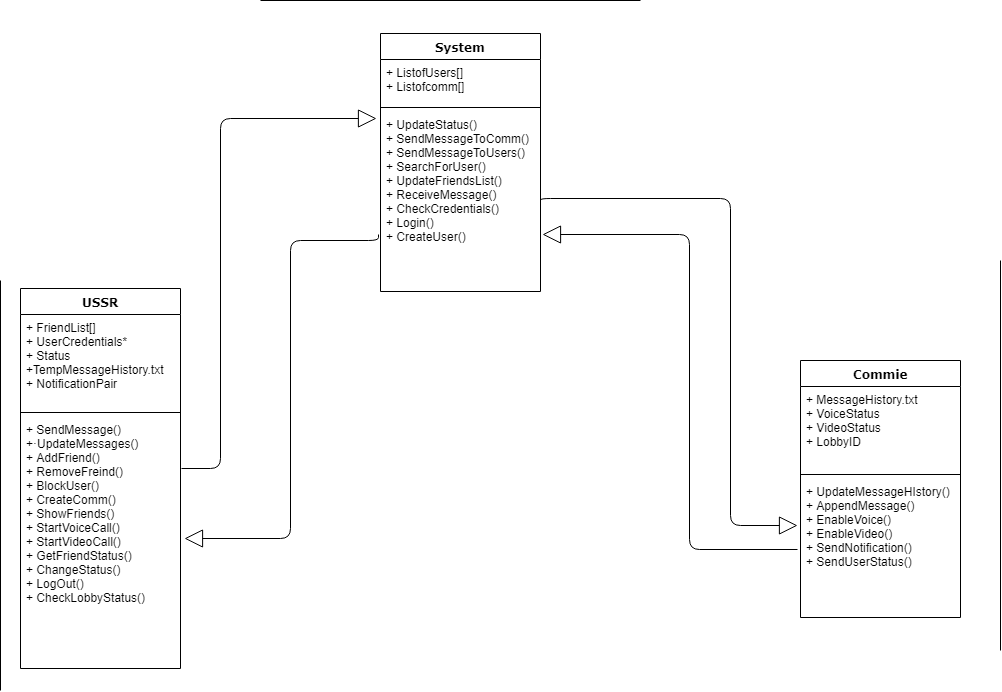 System
+ ListofUsers[]
+ Listofcomm[]
+ UpdateStatus()
+ SendMessageToComm()
+ SendMessageToUsers()
+ SearchForUser()
+ UpdateFriendsList()
+ ReceiveMessage()
+ CheckCredentials()
+ Login()
+ CreateUser()
USSR
+ FriendList[]
+ UserCredentials*
+ Status
+TempMessageHistory.txt
+ NotificationPair
+ SendMessage()
+· UpdateMessages()
+ AddFriend()
+ RemoveFreind()
+ BlockUser()
+ CreateComm()
+ ShowFriends()
+ StartVoiceCall()
+ StartVideoCall()
+ GetFriendStatus()
+ ChangeStatus()
+ LogOut()
+ CheckLobbyStatus()
Commie
+ MessageHistory.txt
+ VoiceStatus
+ VideoStatus
+ LobbyID
+ UpdateMessageHIstory()
+ AppendMessage()
+ EnableVoice()
+ EnableVideo()
+ SendNotification()
+ SendUserStatus()